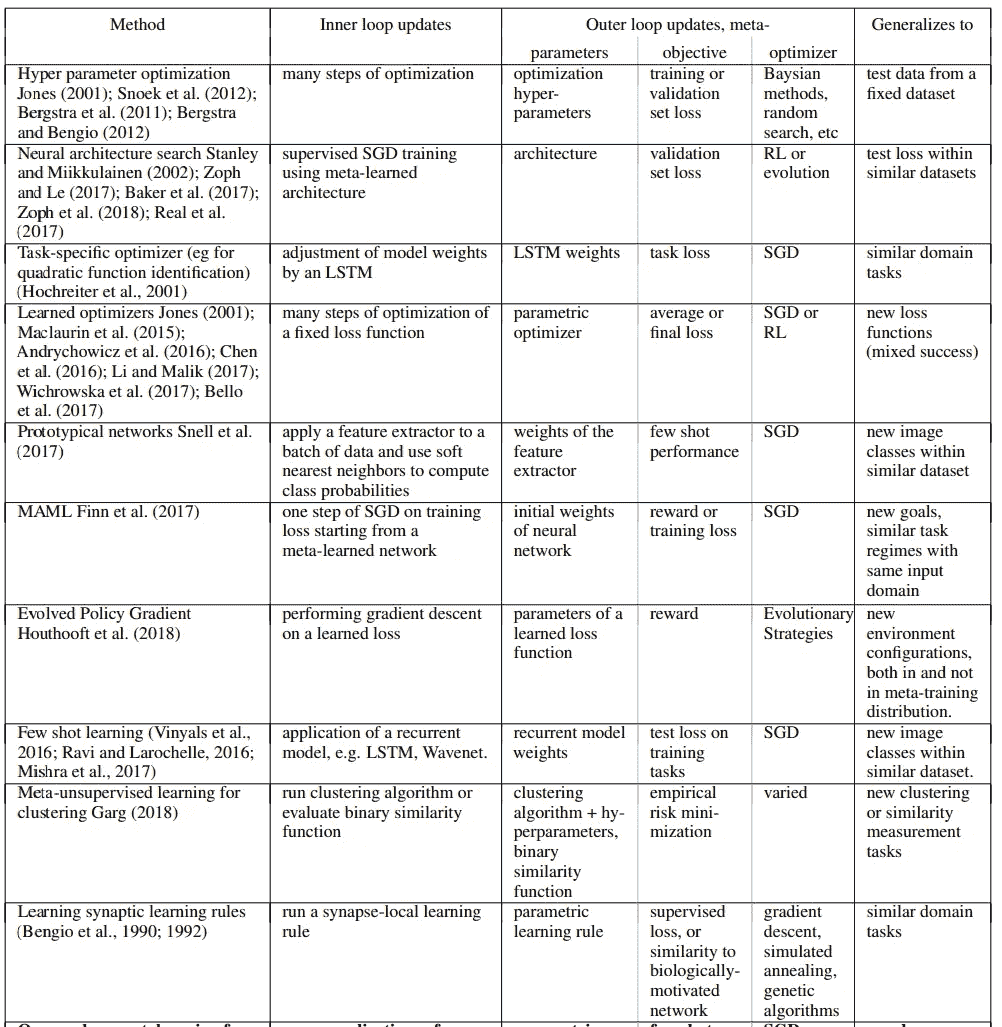 Method
Inner loop updates
Outer loop updates, meta-
Generalizes to
parameters
objective
optimizer
Hyper parameter optimization
Jones (2001); Snoek et al. (2012);
Bergstra et al. (2011); Bergstra
and Bengio (2012)
many steps of optimization
optimization
hyper-
parameters
training or
validation
set loss
Baysian
methods,
random
search, etc
test data from a
fixed dataset
Neural architecture search Stanley
and Miikkulainen (2002); Zoph
and Le (2017); Baker et al. (2017);
Zoph et al. (2018); Real et al.
(2017)
supervised SGD training
using meta-learned
architecture
architecture
validation
set loss
RL or
evolution
test loss within
similar datasets
Task-specific optimizer (eg for
quadratic function identification)
(Hochreiter et al., 2001)
adjustment of model weights
by an LSTM
LSTM weights
task loss
SGD
similar domain
tasks
Learned optimizers Jones (2001);
Maclaurin et al. (2015);
Andrychowicz et al. (2016); Chen
et al. (2016); Li and Malik (2017);
Wichrowska et al. (2017); Bello
et al. (2017)
many steps of optimization of
a fixed loss function
parametric
optimizer
average or
final loss
SGD or
RL
new loss
functions
(mixed success)
Prototypical networks Snell et al.
(2017)
apply a feature extractor to a
batch of data and use soft
nearest neighbors to compute
class probabilities
weights of the
feature
extractor
few shot
performance
SGD
new image
classes within
similar dataset
MAML Finn et al. (2017)
one step of SGD on training
loss starting from a
meta-learned network
initial weights
of neural
network
reward or
training loss
SGD
new goals,
similar task
regimes with
same input
domain
Evolved Policy Gradient
Houthooft et al. (2018)
performing gradient descent
on a learned loss
parameters of a
learned loss
function
reward
Evolutionary
Strategies
new
environment
configurations,
both in and not
in meta-training
distribution.
Few shot learning (Vinyals et al.,
2016; Ravi and Larochelle, 2016;
Mishra et al., 2017)
application of a recurrent
model, e.g. LSTM, Wavenet.
recurrent model
weights
test loss on
training
tasks
SGD
new image
classes within
similar dataset.
Meta-unsupervised learning for
clustering Garg (2018)
run clustering algorithm or
evaluate binary similarity
function
clustering
algorithm + hy-
perparameters,
binary
similarity
function
empirical
risk mini-
mization
varied
new clustering
or similarity
measurement
tasks
Learning synaptic learning rules
(Bengio et al., 1990; 1992)
run a synapse-local learning
rule
parametric
learning rule
supervised
loss, or
similarity to
biologically-
motivated
network
gradient
descent,
simulated
annealing,
genetic
algorithms
similar domain
tasks